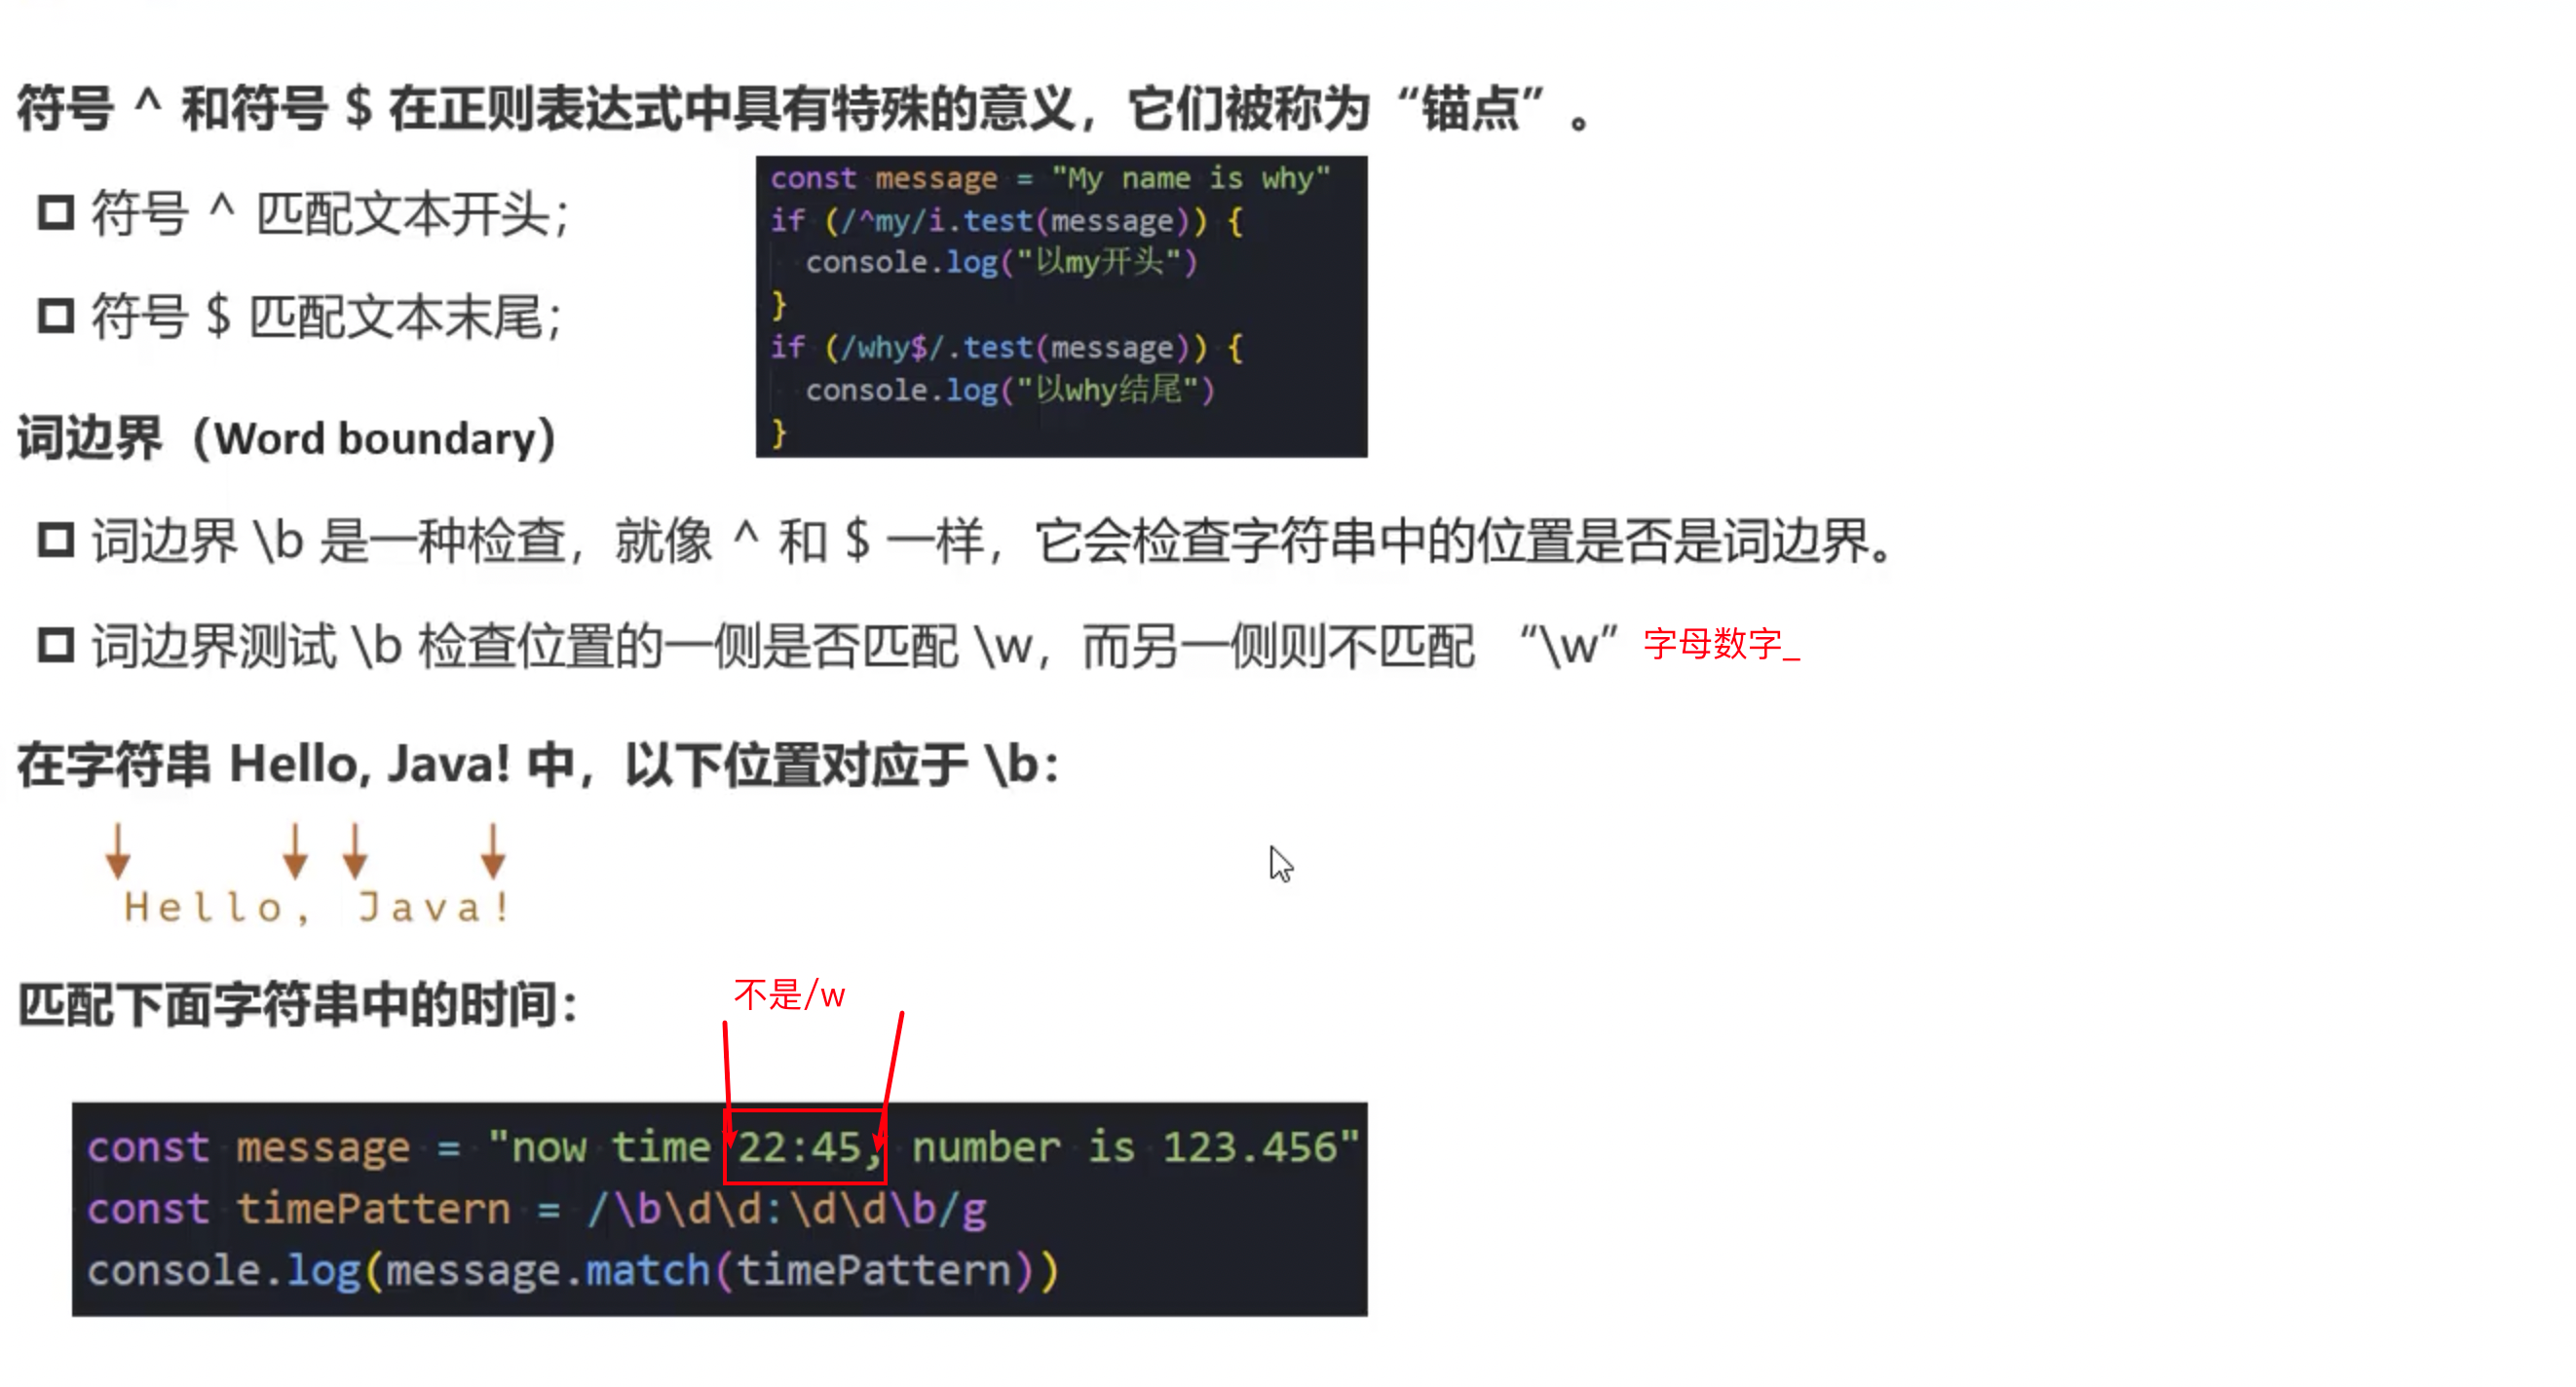 符号 ^ 和符号 $ 在正则表达式中具有特殊的意义，它们被称为“锚点”。
符号 ^ 匹配文本开头；
符号 $ 匹配文本末尾；
const message = "My name is why"
if (/^my/i.test(message)) {
  console.log("以my开头")
}
if (/why$/.test(message)) {
  console.log("以why结尾")
}
词边界（Word boundary）
词边界 \b 是一种检查，就像 ^ 和 $ 一样，它会检查字符串中的位置是否是词边界。
词边界测试 \b 检查位置的一侧是否匹配 \w，而另一侧则不匹配 “\w” 字母数字_
在字符串 Hello, Java! 中，以下位置对应于 \b：
Hello, Java!
匹配下面字符串中的时间：
不是/w
const message = "now time 22:45, number is 123.456"
const timePattern = /\b\d\d:\d\d\b/g
console.log(message.match(timePattern))